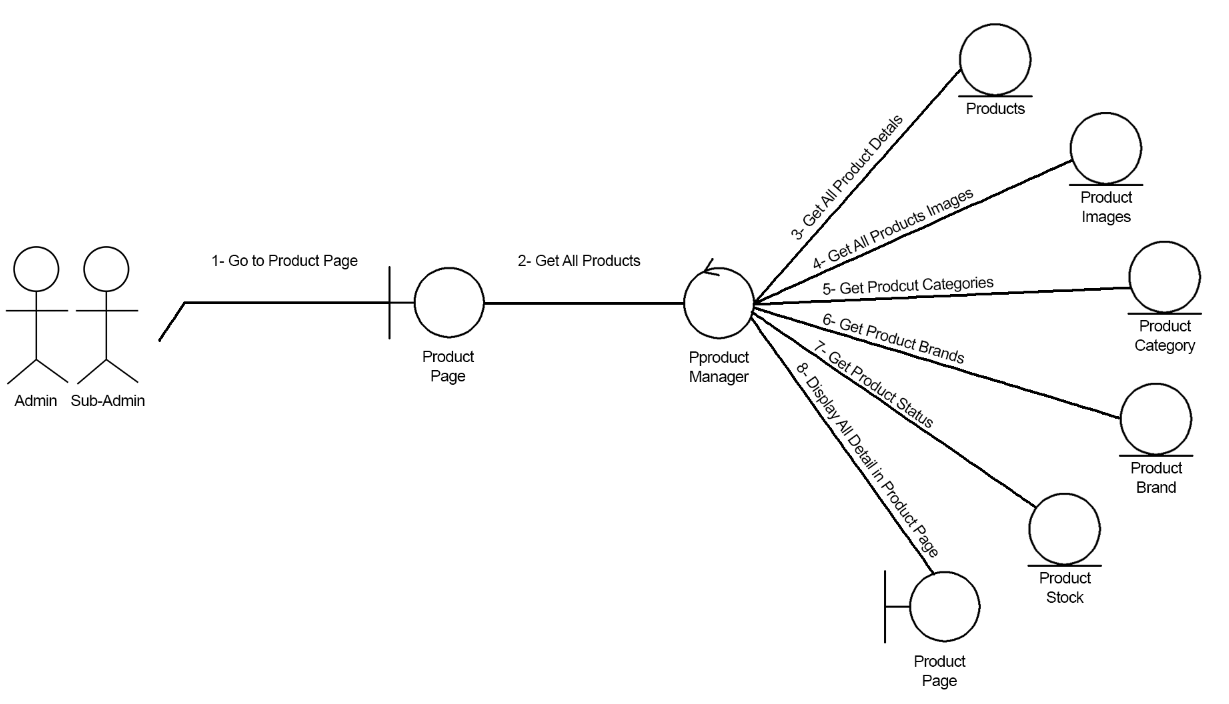 Products
3- Get All Product Detals
Product
Images
4- Get All Products Images
1- Go to Product Page
2- Get All Products
5- Get Prodcut Categories
Product
Category
6- Get Product Brands
Product
Page
Pproduct
Manager
7- Get Product Status
8- Display All Detail in Product Page
Admin
Sub-Admin
Product
Brand
Product
Stock
Product
Page